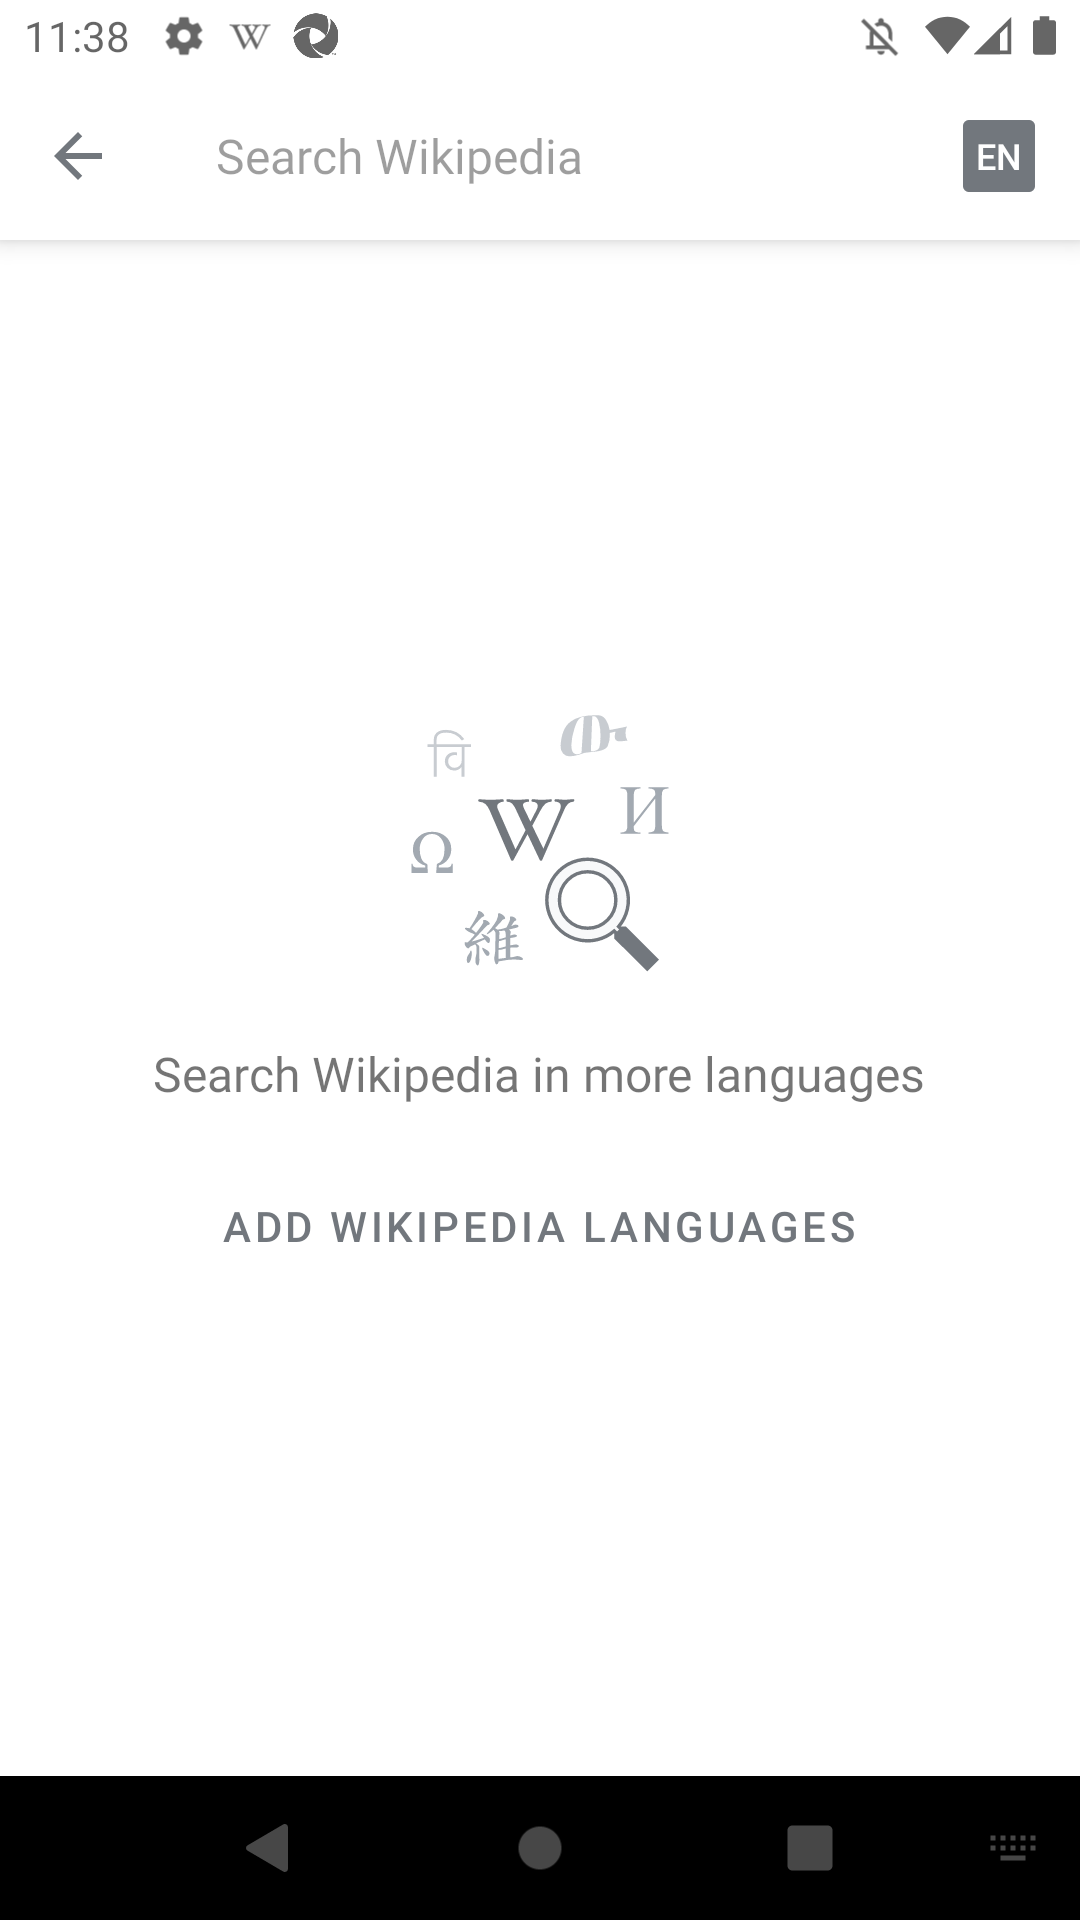 11:38
Search Wikipedia
EN
वि
ው
W
И
Ω
維
Search Wikipedia in more languages
ADD WIKIPEDIA LANGUAGES